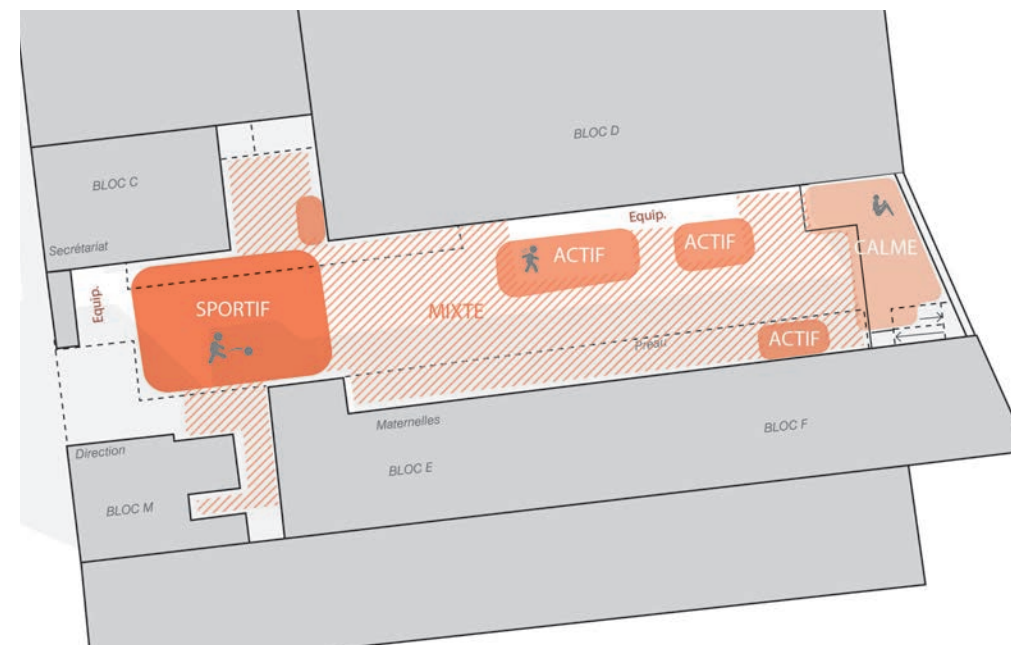 BLOC D
BLOC C
Secrétariat
Equip.
Equip.
ACTIF
ACTIF
CALME
SPORTIF
MIXTE
ACTIF
Préau
Maternelles
BLOC F
Direction
BLOC E
BLOC M